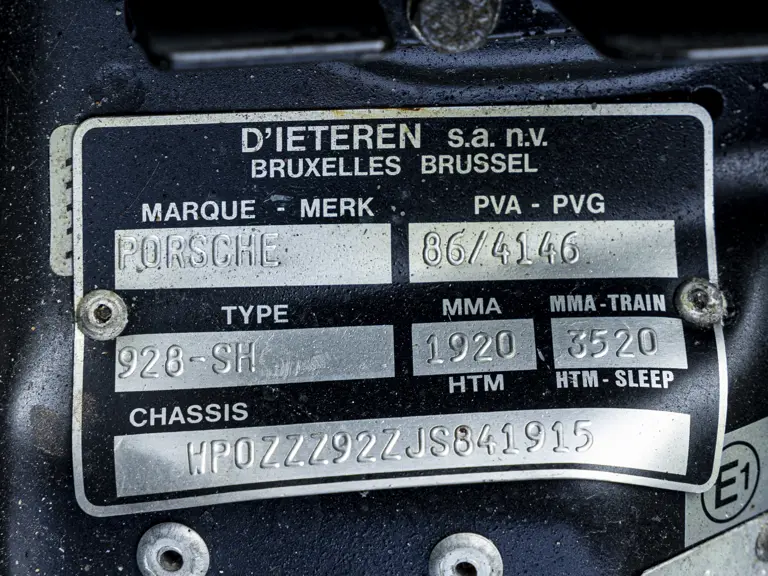 D'IETEREN s.a. n.v.
BRUXELLES BRUSSEL
MARQUE - MERK PVA - PVG
PORSCHE 86/4146
TYPE MMA MMA-TRAIN
928-SH 1920 3520
HTM HTM-SLEEP
CHASSIS
WP0ZZZ92ZJS841915
E1